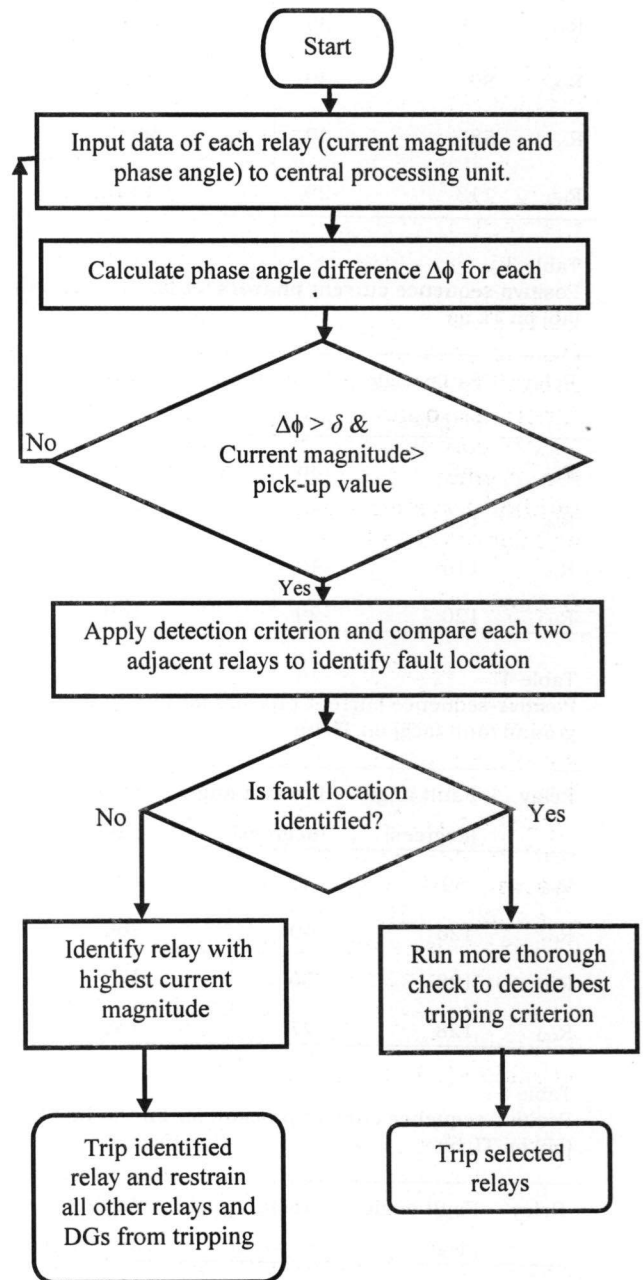 Start
Input data of each relay (current magnitude and
phase angle) to central processing unit.
Calculate phase angle difference Δϕ for each
Δϕ > δ &
Current magnitude>
pick-up value
No
Yes
Apply detection criterion and compare each two
adjacent relays to identify fault location
Is fault location
identified?
No
Yes
Identify relay with
highest current
magnitude
Run more thorough
check to decide best
tripping criterion
Trip identified
relay and restrain
all other relays and
DGs from tripping
Trip selected
relays